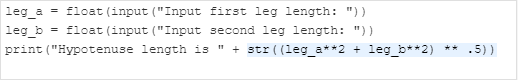 leg_a = float(input("Input first leg length: "))
leg_b = float(input("Input second leg length: "))
print("Hypotenuse length is " + str((leg_a**2 + leg_b**2) ** .5))